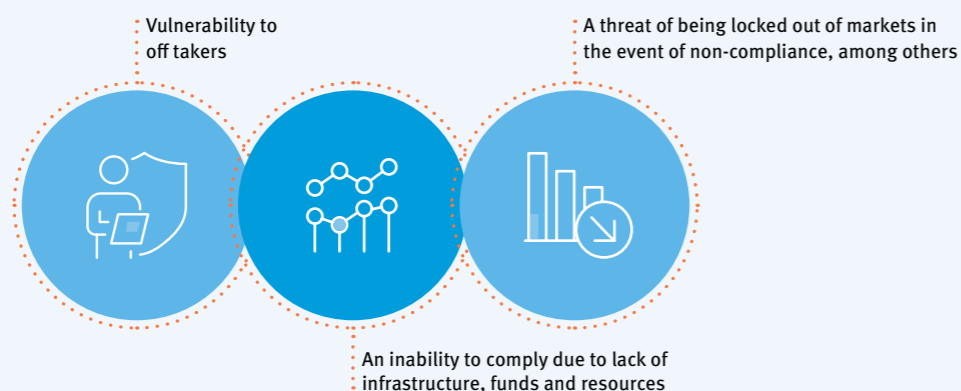 Vulnerability to
off takers
A threat of being locked out of markets in
the event of non-compliance, among others
An inability to comply due to lack of
infrastructure, funds and resources